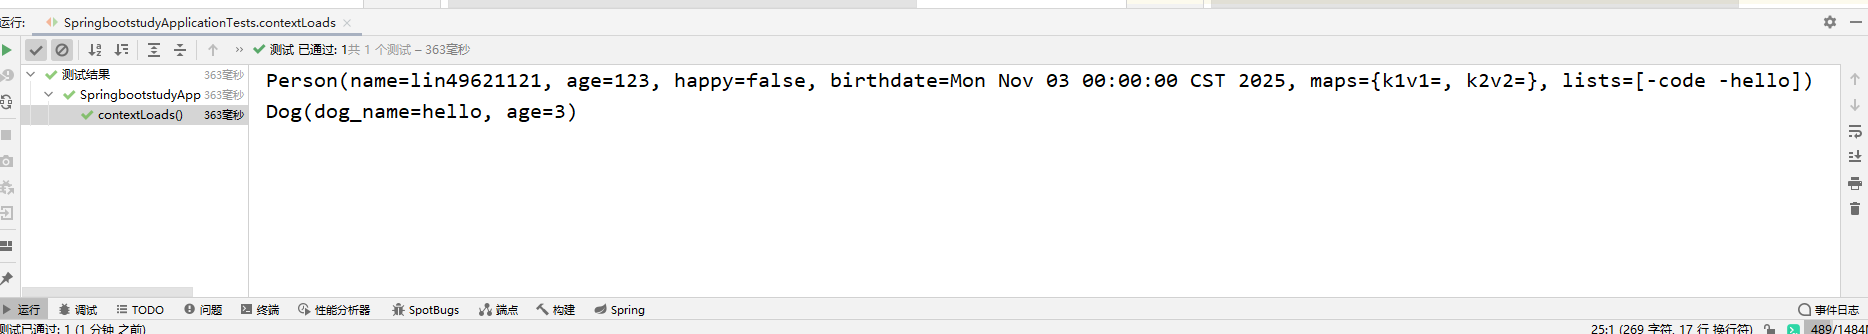 运行:
SpringbootstudyApplicationTests.contextLoads
测试 已通过: 1共 1 个测试 – 363毫秒
测试结果 363毫秒
SpringbootstudyApp 363毫秒
contextLoads() 363毫秒
Person(name=lin49621121, age=123, happy=false, birthdate=Mon Nov 03 00:00:00 CST 2025, maps={k1v1=, k2v2=}, lists=[-code -hello])
Dog(dog_name=hello, age=3)
运行 调试 TODO 问题 终端 性能分析器 SpotBugs 端点 构建 Spring 事件日志
测试已通过: 1 (1 分钟 之前) 25:1 (269 字符, 17 行 换行符) 489/1484M